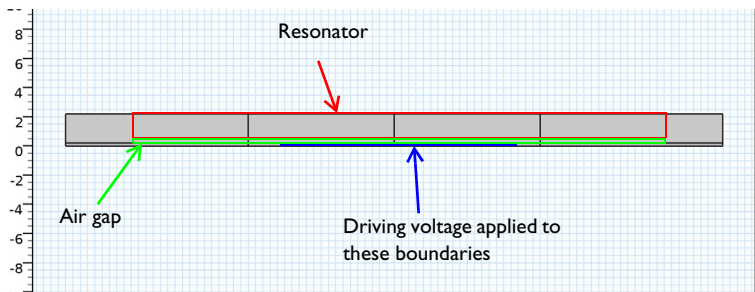 Resonator
8
6
4
2
0
-2
-4
-6
-8
Air gap
Driving voltage applied to
these boundaries